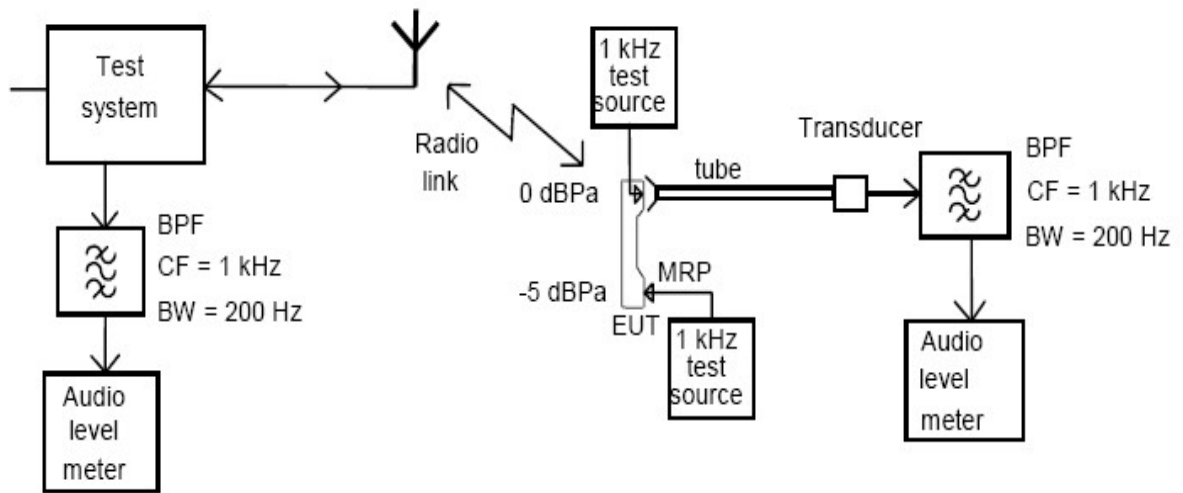 Test
system
BPF
CF = 1 kHz
BW = 200 Hz
Audio
level
meter
Radio
link
1 kHz
test
source
0 dBPa
-5 dBPa
EUT
MRP
1 kHz
test
source
tube
Transducer
BPF
CF = 1 kHz
BW = 200 Hz
Audio
level
meter